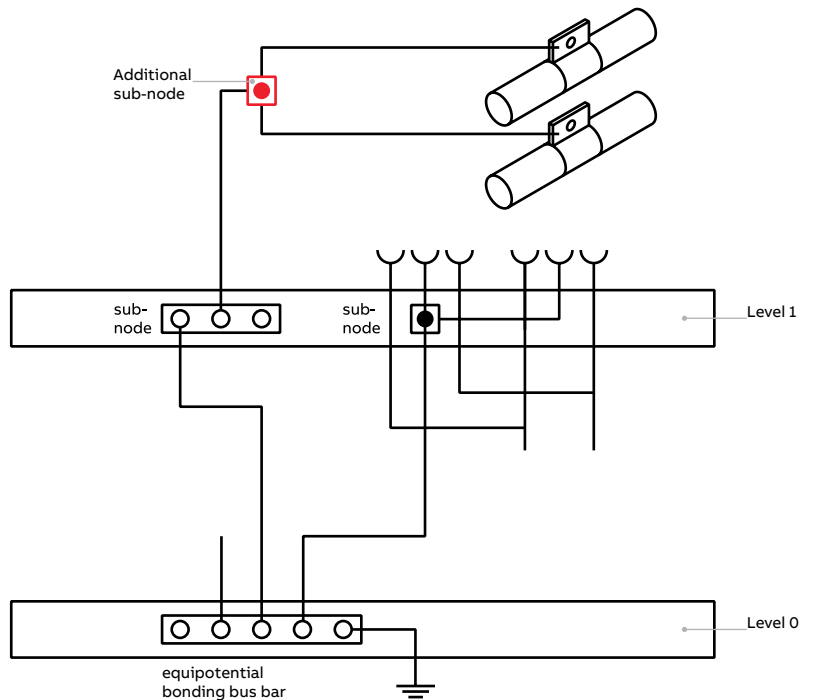 Additional
sub-node
sub-
node
sub-
node
Level 1
Level 0
equipotential
bonding bus bar